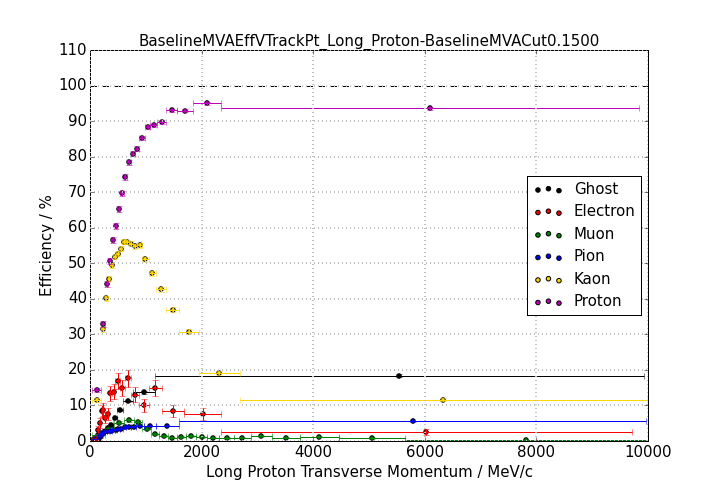 BaselineMVAEffVTrackPt_Long_Proton-BaselineMVACut0.1500
110
100
90
80
70
60
50
40
30
20
10
0
Efficiency / %
Ghost
Electron
Muon
Pion
Kaon
Proton
0 2000 4000 6000 8000 10000
Long Proton Transverse Momentum / MeV/c